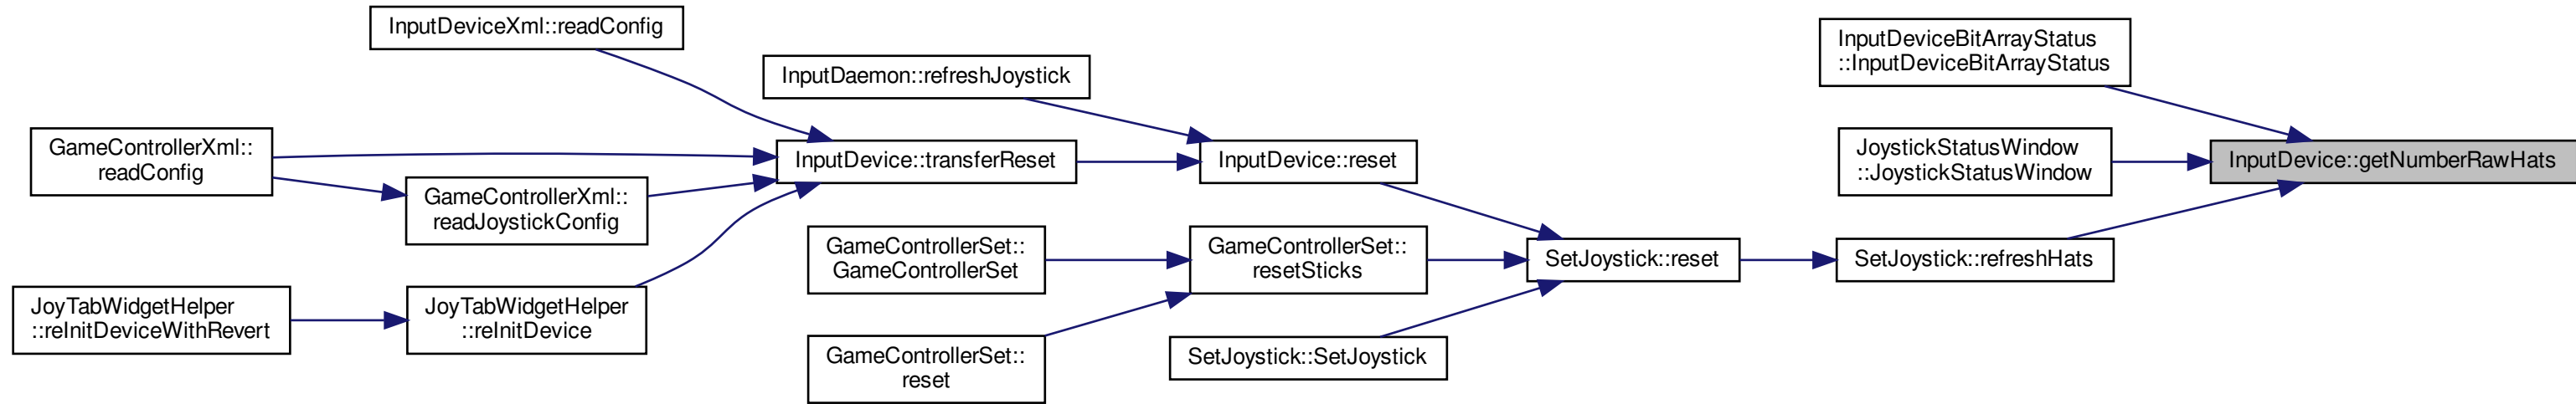 InputDeviceXml::readConfig
InputDeviceBitArrayStatus
::InputDeviceBitArrayStatus
InputDaemon::refreshJoystick
GameControllerXml::
readConfig
InputDevice::transferReset
InputDevice::reset
JoystickStatusWindow
::JoystickStatusWindow
InputDevice::getNumberRawHats
GameControllerXml::
readJoystickConfig
GameControllerSet::
GameControllerSet
GameControllerSet::
resetSticks
SetJoystick::reset
SetJoystick::refreshHats
JoyTabWidgetHelper
::reInitDeviceWithRevert
JoyTabWidgetHelper
::reInitDevice
GameControllerSet::
reset
SetJoystick::SetJoystick